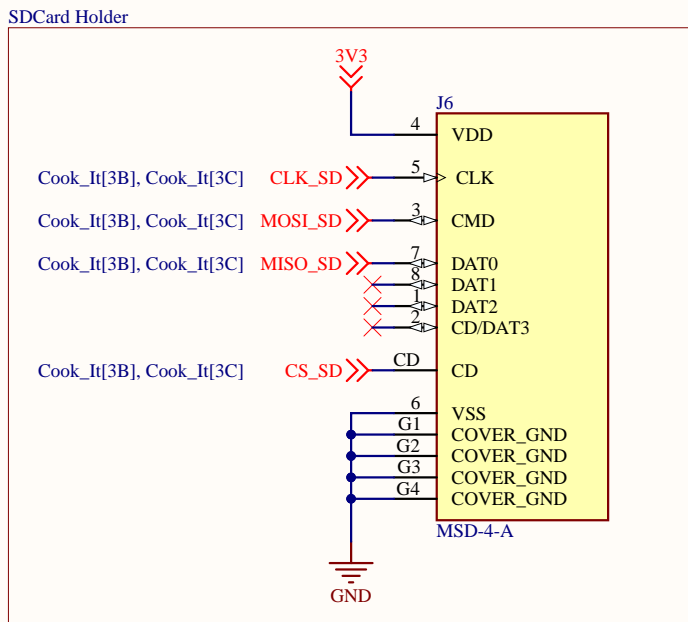 SDCard Holder
3V3
J6
4 VDD
Cook_It[3B], Cook_It[3C] CLK_SD 5 CLK
Cook_It[3B], Cook_It[3C] MOSI_SD 3 CMD
Cook_It[3B], Cook_It[3C] MISO_SD 7 DAT0
8 DAT1
1 DAT2
2 CD/DAT3
Cook_It[3B], Cook_It[3C] CS_SD CD CD
6 VSS
G1 COVER_GND
G2 COVER_GND
G3 COVER_GND
G4 COVER_GND
MSD-4-A
GND